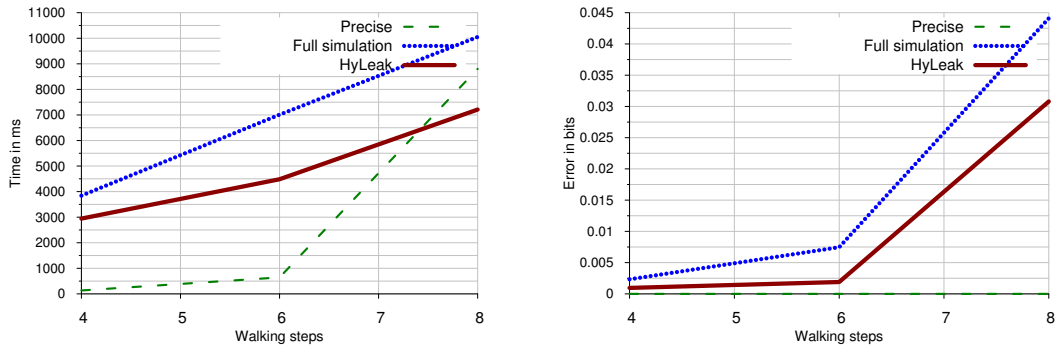 11000
10000
9000
8000
7000
6000
5000
4000
3000
2000
1000
0
Time in ms
4 5 6 7 8
Walking steps
Precise
Full simulation
HyLeak
0.045
0.04
0.035
0.03
0.025
0.02
0.015
0.01
0.005
0
Error in bits
4 5 6 7 8
Walking steps
Precise
Full simulation
HyLeak